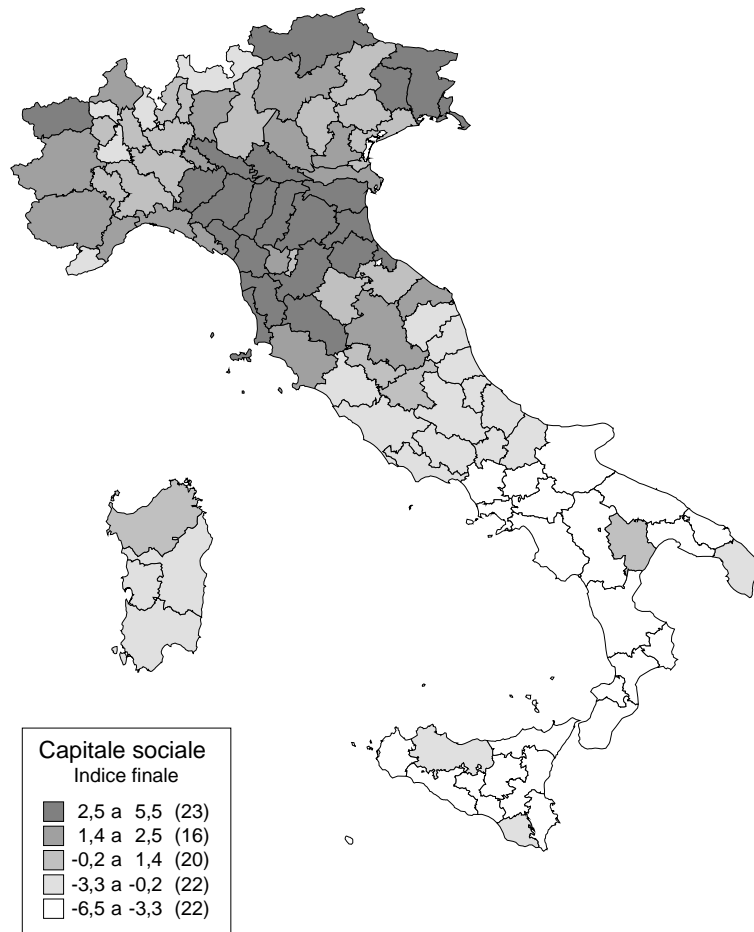 Capitale sociale
Indice finale
2,5 a 5,5 (23)
1,4 a 2,5 (16)
-0,2 a 1,4 (20)
-3,3 a -0,2 (22)
-6,5 a -3,3 (22)